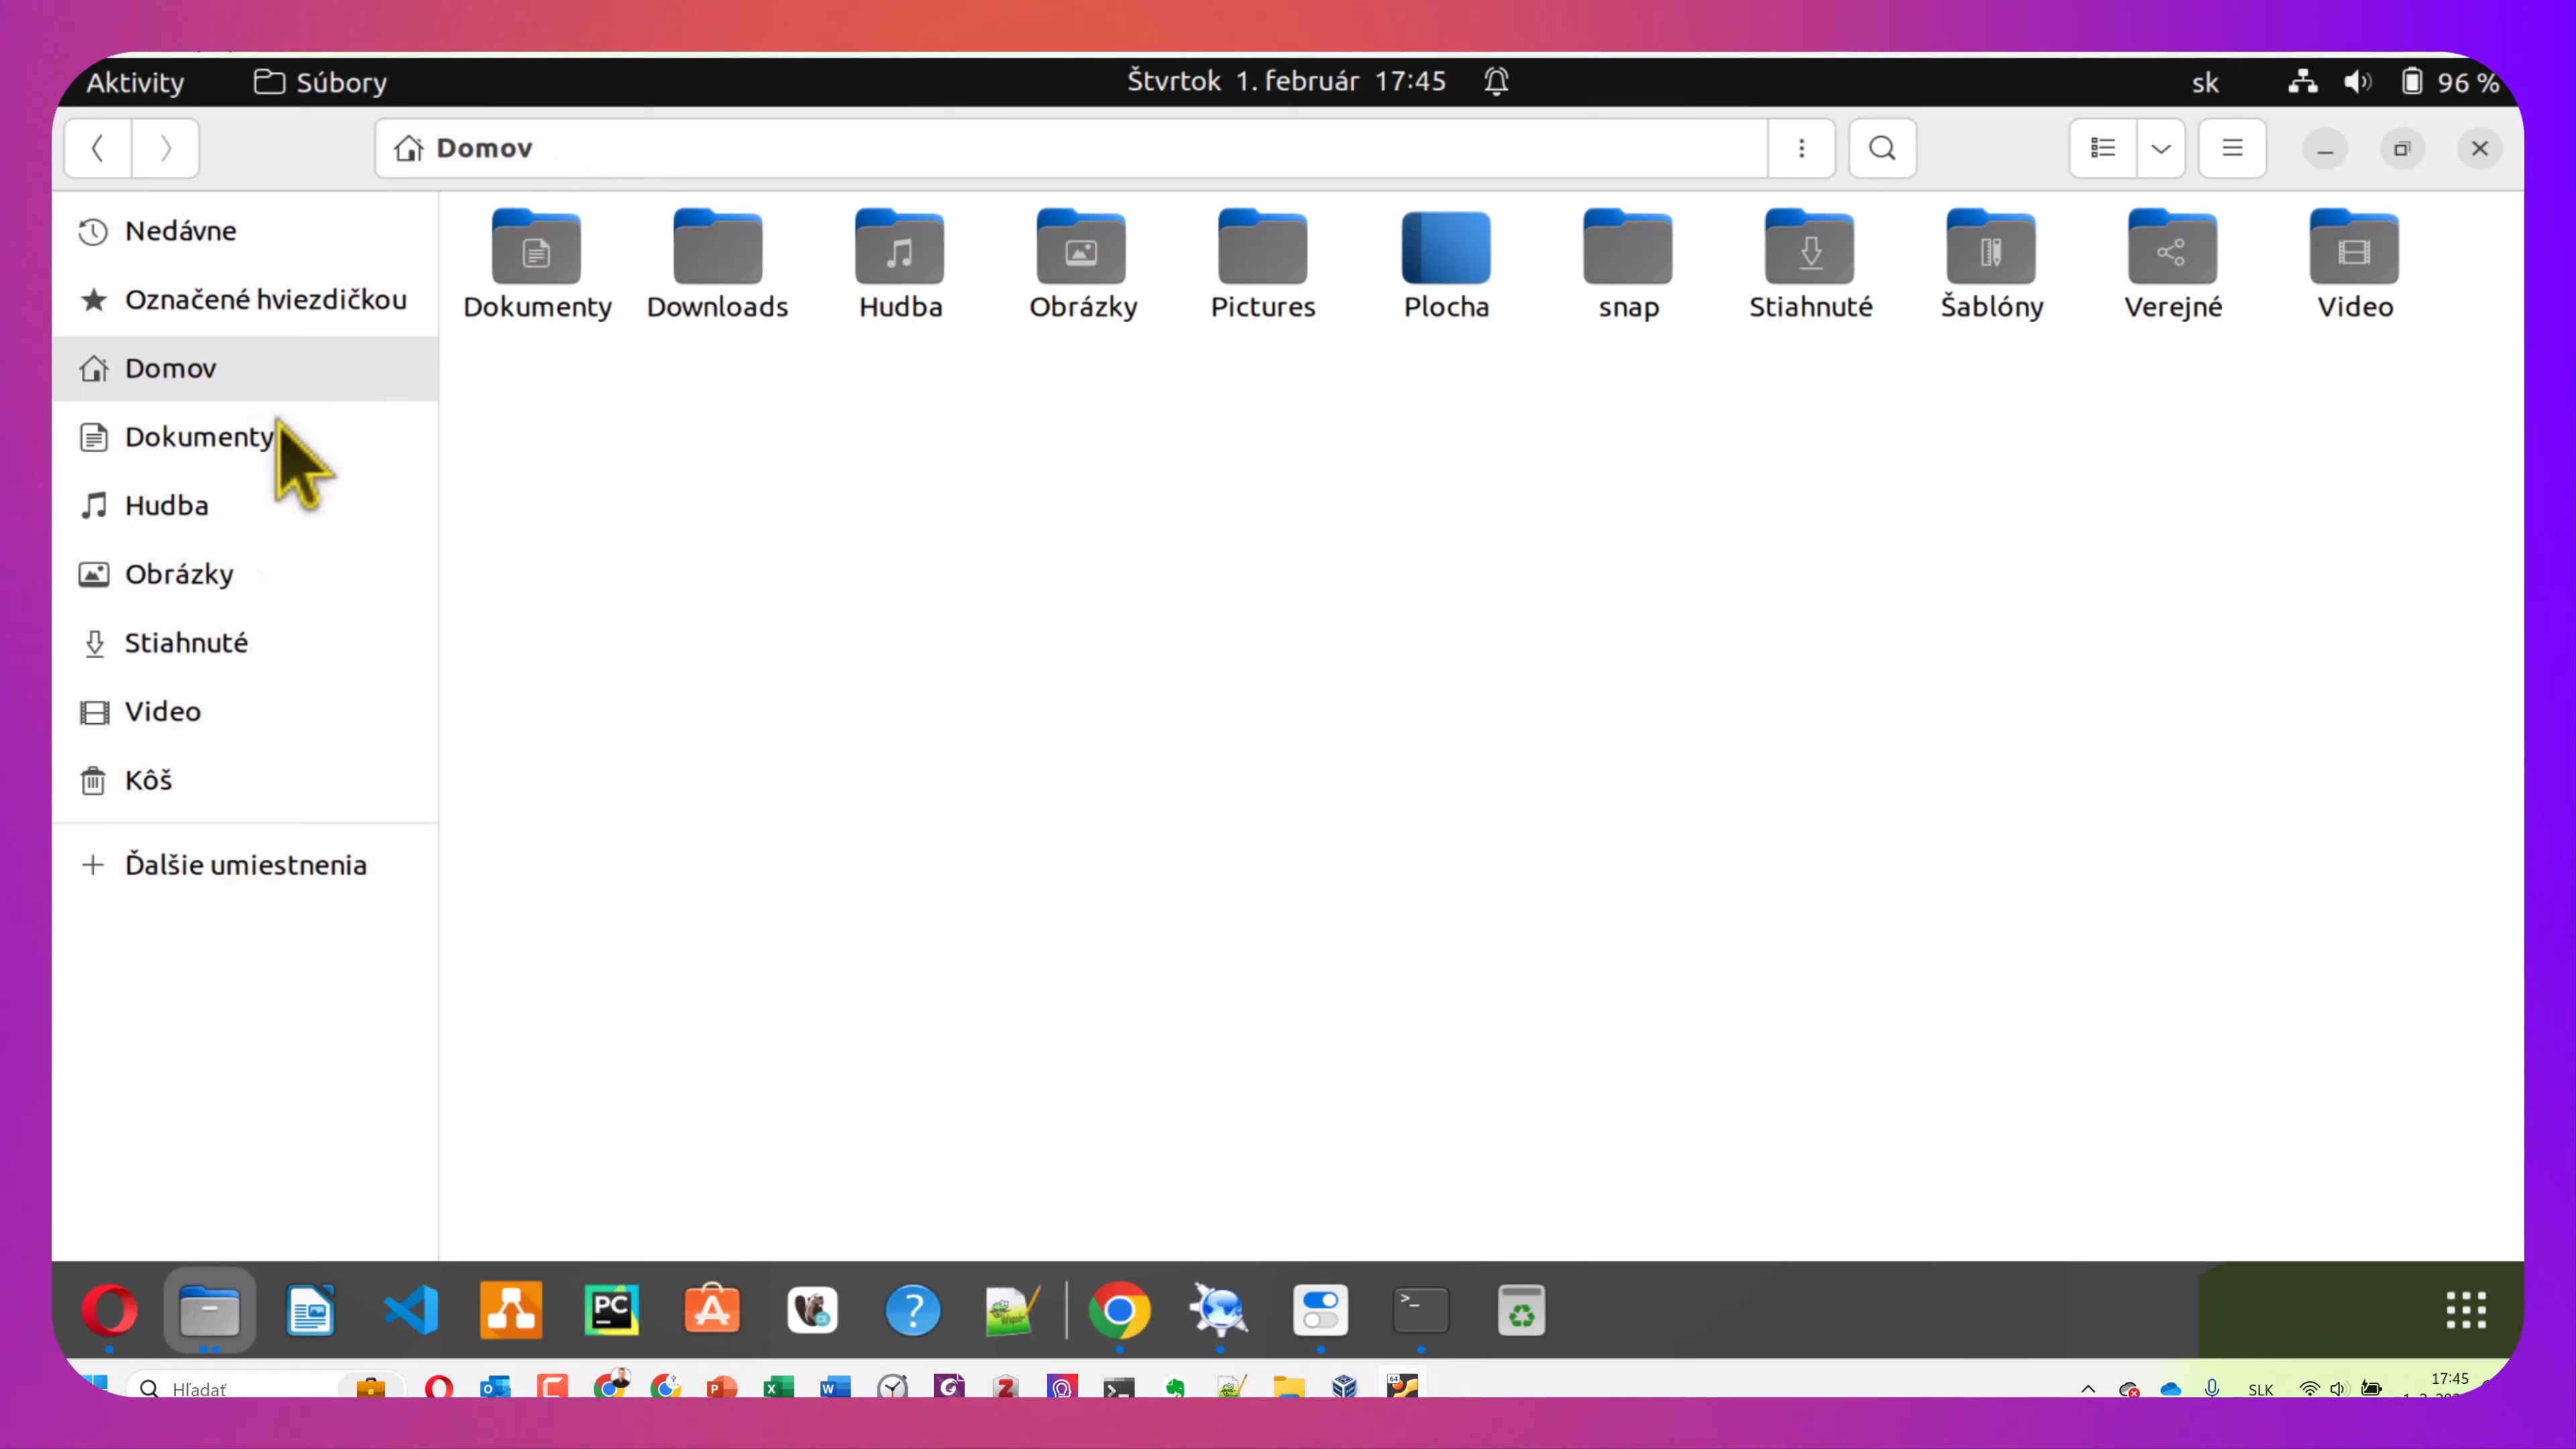 Aktivity Súbory Štvrtok 1. február 17:45 sk 96 %
Domov
Nedávne
Označené hviezdičkou
Domov
Dokumenty
Hudba
Obrázky
Stiahnuté
Video
Kôš
Ďalšie umiestnenia
Dokumenty Downloads Hudba Obrázky Pictures Plocha snap Stiahnuté Šablóny Verejné Video
PC
Hľadať
SLK
17:45